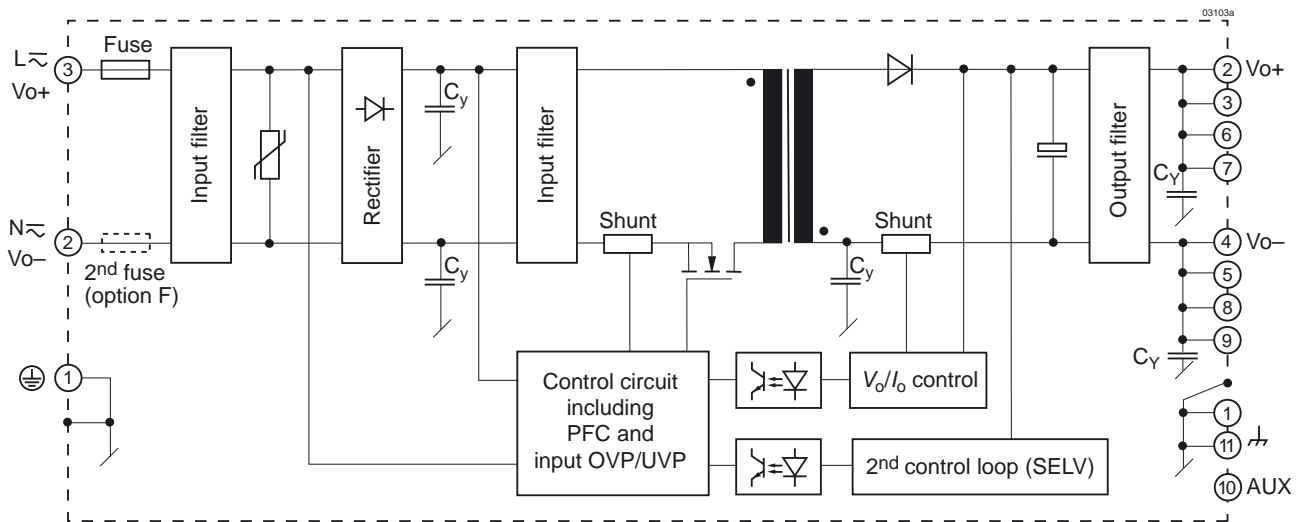 03103a
L
Fuse
3
Vo+
Input filter
Rectifier
Cy
Input filter
Output filter
2
Vo+
3
6
7
CY
N
2
Vo–
2nd fuse
(option F)
Cy
Shunt
Cy
Shunt
4
Vo–
5
8
9
CY
1
Control circuit
including
PFC and
input OVP/UVP
Vo/Io control
2nd control loop (SELV)
1
11
10
AUX